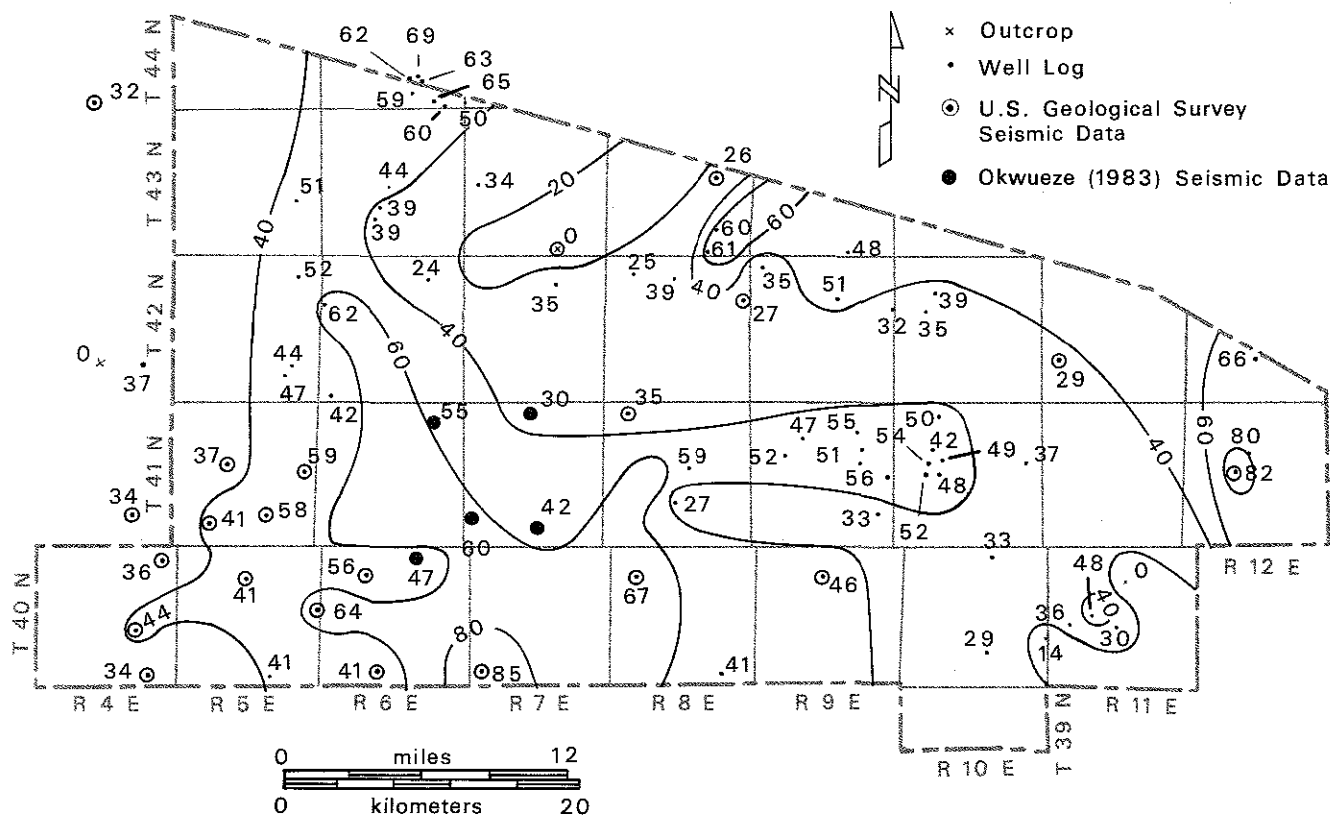 62 69 63 65 59 60 50
× Outcrop
• Well Log
U.S. Geological Survey
Seismic Data
Okwueze (1983) Seismic Data
N
T 44 N
32
T 43 N
40 51 44 39 39 34 20 0 26 60 60 61 48
T 42 N
52 62 24 35 25 39 40 35 27 51 39 32 35
0 37 44 47 42 60 40 29 66
T 41 N
37 59 55 30 35 59 47 55 52 51 56 50 54 42 49 48 52 37 40 60 80 82
34 41 58 60 42 27 33 33
R 12 E
T 40 N
36 41 56 47 67 46 48 0
44 64 80 36 40 30
34 41 41 85 41 29 14
R 4 E R 5 E R 6 E R 7 E R 8 E R 9 E R 11 E
T 39 N
R 10 E
0 miles 12
0 kilometers 20